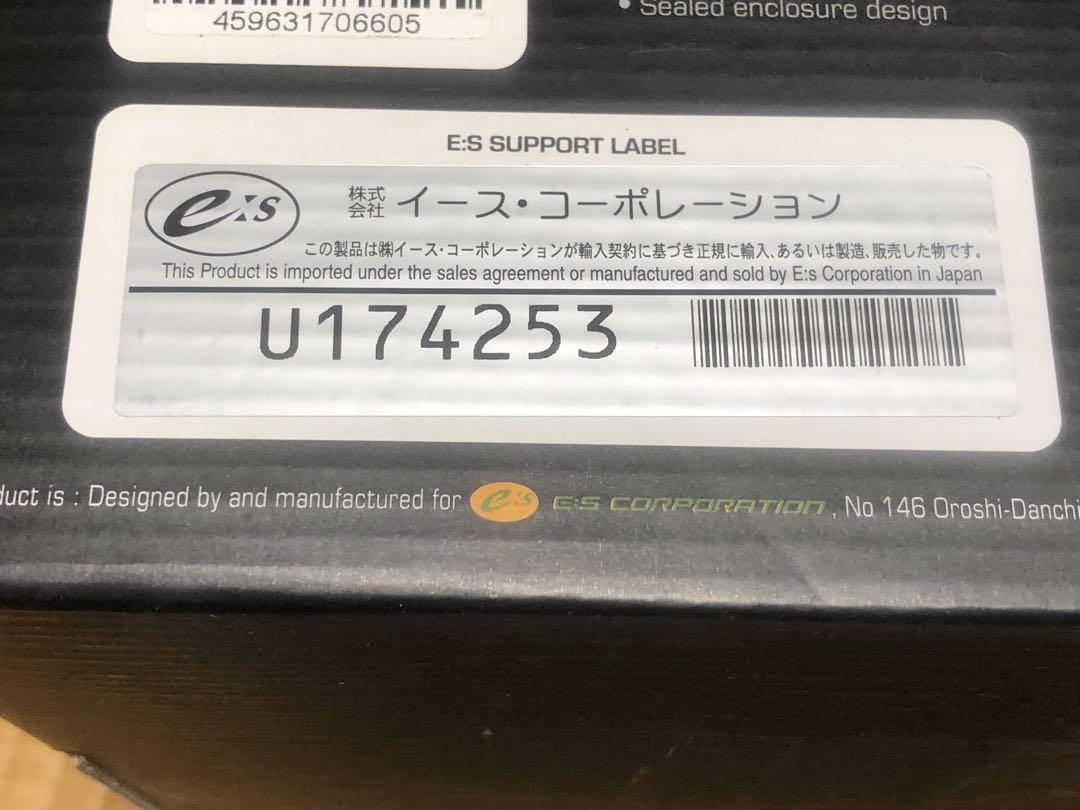 459631706605
• Sealed enclosure design
E:S SUPPORT LABEL
e:s 株式会社 イース・コーポレーション
この製品は㈱イース・コーポレーションが輸入契約に基づき正規に輸入、あるいは製造、販売した物です。
This Product is imported under the sales agreement or manufactured and sold by E:s Corporation in Japan
U174253
duct is : Designed by and manufactured for e:s E:S CORPORATION , No 146 Oroshi-Danchi